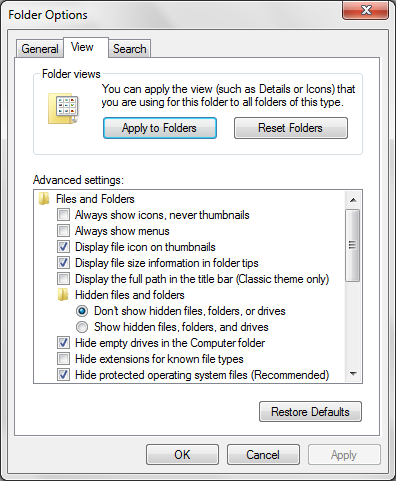 Folder Options
General
View
Search
Folder views
You can apply the view (such as Details or Icons) that
you are using for this folder to all folders of this type.
Apply to Folders
Reset Folders
Advanced settings:
Files and Folders
Always show icons, never thumbnails
Always show menus
Display file icon on thumbnails
Display file size information in folder tips
Display the full path in the title bar (Classic theme only)
Hidden files and folders
Don't show hidden files, folders, or drives
Show hidden files, folders, and drives
Hide empty drives in the Computer folder
Hide extensions for known file types
Hide protected operating system files (Recommended)
Restore Defaults
OK
Cancel
Apply